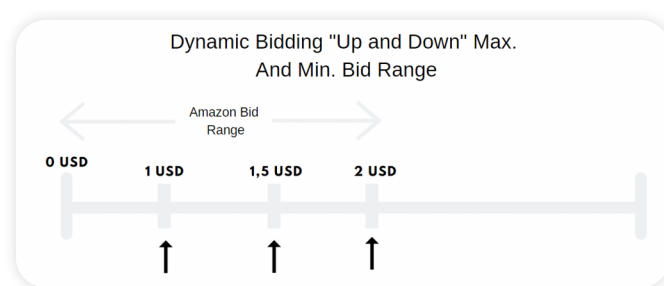 Dynamic Bidding "Up and Down" Max.
And Min. Bid Range
Amazon Bid
Range
0 USD
1 USD
1,5 USD
2 USD